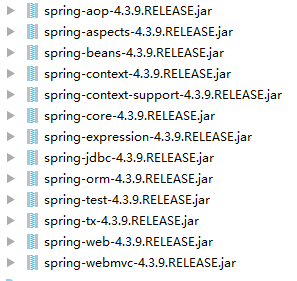 spring-aop-4.3.9.RELEASE.jar
spring-aspects-4.3.9.RELEASE.jar
spring-beans-4.3.9.RELEASE.jar
spring-context-4.3.9.RELEASE.jar
spring-context-support-4.3.9.RELEASE.jar
spring-core-4.3.9.RELEASE.jar
spring-expression-4.3.9.RELEASE.jar
spring-jdbc-4.3.9.RELEASE.jar
spring-orm-4.3.9.RELEASE.jar
spring-test-4.3.9.RELEASE.jar
spring-tx-4.3.9.RELEASE.jar
spring-web-4.3.9.RELEASE.jar
spring-webmvc-4.3.9.RELEASE.jar